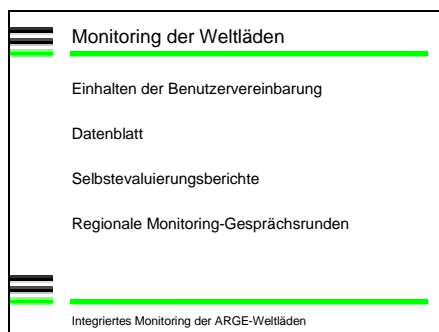 Monitoring der Weltläden
Einhalten der Benutzervereinbarung
Datenblatt
Selbstevaluierungsberichte
Regionale Monitoring-Gesprächsrunden
Integriertes Monitoring der ARGE-Weltläden